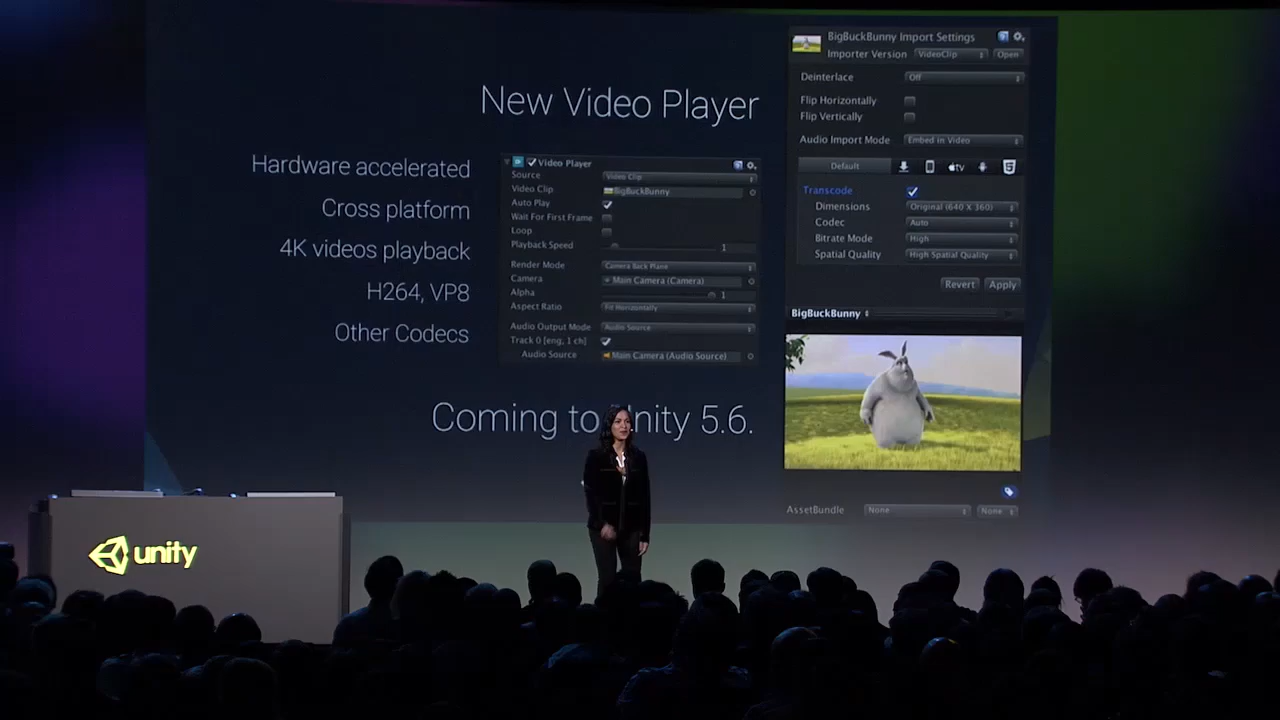 New Video Player
Hardware accelerated
Cross platform
4K videos playback
H264, VP8
Other Codecs
Video Player
Source Video Clip
Video Clip BigBuckBunny
Auto Play
Wait For First Frame
Loop
Playback Speed 1
Render Mode Camera Back Plane
Camera Main Camera (Camera)
Alpha 1
Aspect Ratio Fit Horizontally
Audio Output Mode Audio Source
Track 0 [eng, 1 ch]
Audio Source Main Camera (Audio Source)
Coming to Unity 5.6.
BigBuckBunny Import Settings
Importer Version VideoClip Open
Deinterlace Off
Flip Horizontally
Flip Vertically
Audio Import Mode Embed in Video
Default tv
Transcode
Dimensions Original (640 X 360)
Codec Auto
Bitrate Mode High
Spatial Quality High Spatial Quality
Revert Apply
BigBuckBunny
AssetBundle None None
unity